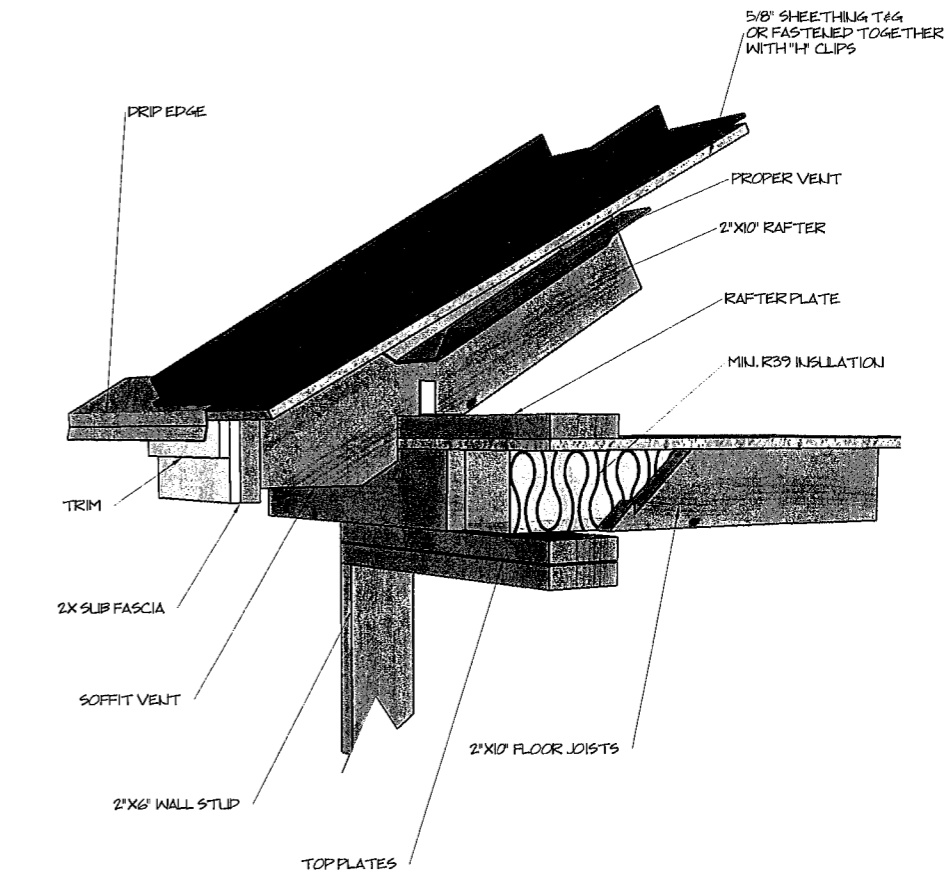 5/8" SHEETHING T&G
OR FASTENED TOGETHER
WITH "H" CLIPS
DRIP EDGE
PROPER VENT
2"X10" RAFTER
RAFTER PLATE
MIN. R39 INSULATION
TRIM
2X SUB FASCIA
SOFFIT VENT
2"X10" FLOOR JOISTS
2"X6" WALL STUD
TOP PLATES